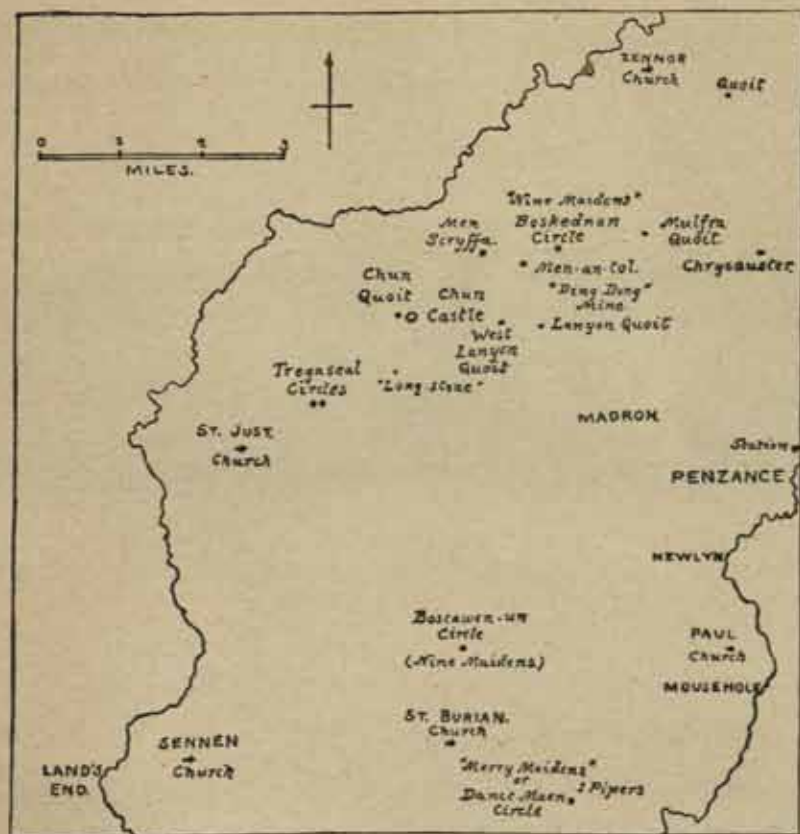 ZENNOR
Church
Quoit
0 1 2 3
MILES.
"Nine Maidens"
Boskednan
Circle
Men
Scryffa.
Mulfra
Quoit
Chrysauster
Men-an-tol.
"Ding Dong"
Mine
Chun
Quoit
Chun
Castle
Lanyon Quoit
West
Lanyon
Quoit
Tregaseal
Circles
"Long-stone"
MADRON
ST. JUST.
Church
Station
PENZANCE
NEWLYN
Boscawen-un
Circle
(Nine Maidens)
PAUL
Church
MOUSEHOLE
ST. BURIAN.
Church
SENNEN
Church
LAND'S
END.
"Merry Maidens"
or
Dance Maen
Circle
: Pipers